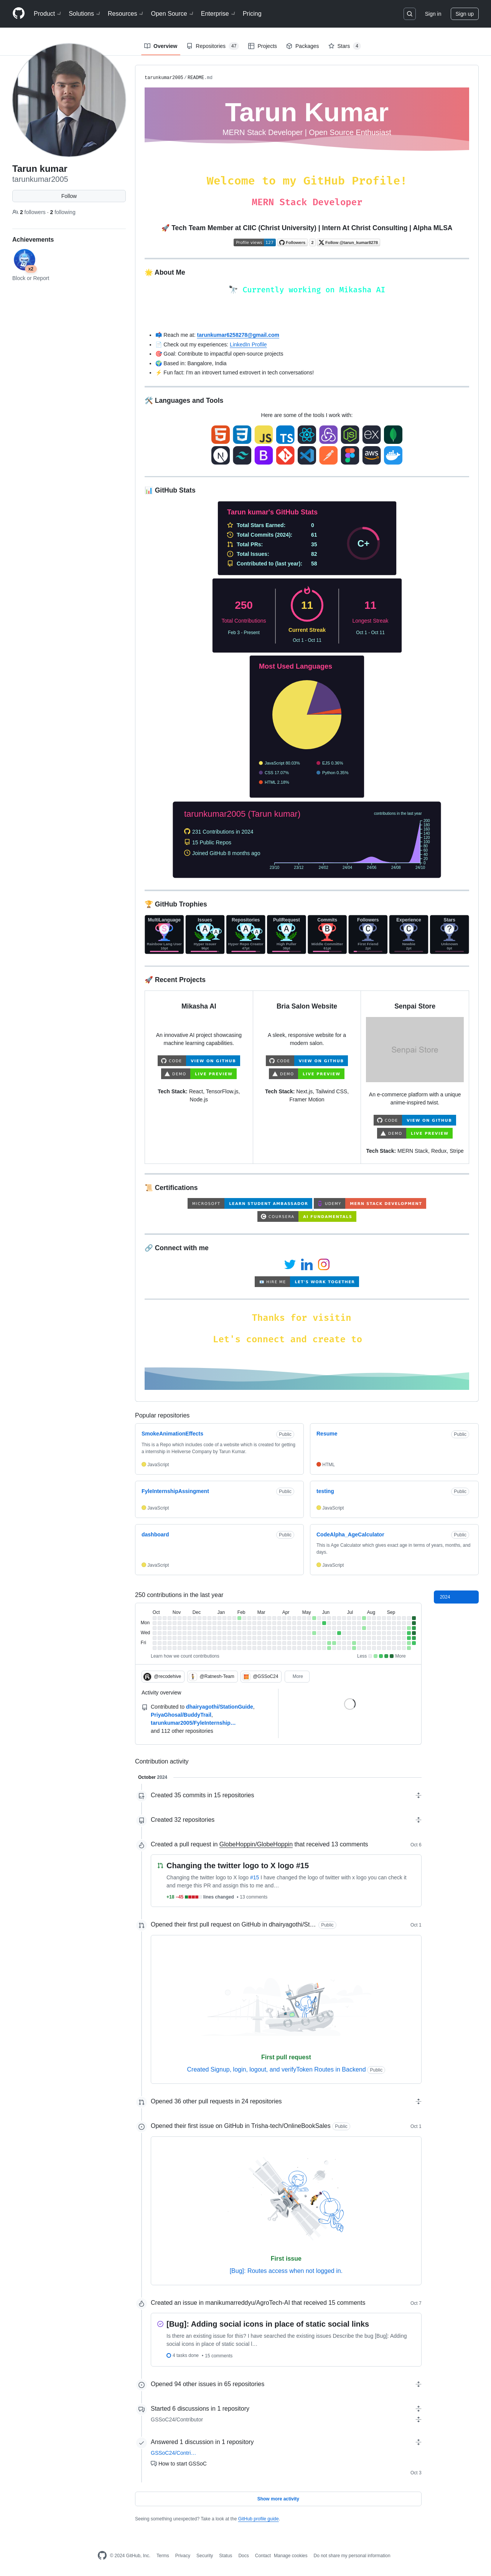 Product
Solutions
Resources
Open Source
Enterprise
Pricing
Sign in
Sign up
Overview
Repositories 47
Projects
Packages
Stars 4
Tarun kumar
tarunkumar2005
Follow
2 followers · 2 following
Achievements
x2
Block or Report
tarunkumar2005 / README.md
Tarun Kumar
MERN Stack Developer | Open Source Enthusiast
Welcome to my GitHub Profile!
MERN Stack Developer
🚀 Tech Team Member at CIIC (Christ University) | Intern At Christ Consulting | Alpha MLSA
Profile views 117
Followers 2
Follow @tarun_kumar8276
🌟 About Me
🔭 Currently working on Mikasha AI
📫 Reach me at: tarunkumar6258276@gmail.com
📄 Check out my experiences: LinkedIn Profile
🎯 Goal: Contribute to impactful open-source projects
🌍 Based in: Bangalore, India
⚡ Fun fact: I'm an introvert turned extrovert in tech conversations!
🛠️ Languages and Tools
Here are some of the tools I work with:
📊 GitHub Stats
Tarun kumar's GitHub Stats
Total Stars Earned: 0
Total Commits (2024): 61
Total PRs: 35
Total Issues: 82
Contributed to (last year): 58
C+
250
Total Contributions
Feb 3 - Present
11
Current Streak
Oct 1 - Oct 11
11
Longest Streak
Oct 1 - Oct 11
Most Used Languages
JavaScript 80.03%
EJS 0.36%
CSS 17.07%
Python 0.35%
HTML 2.19%
tarunkumar2005 (Tarun kumar)
contributions in the last year
231 Contributions in 2024
15 Public Repos
Joined GitHub 8 months ago
200
180
160
140
120
100
80
60
40
20
0
23/10 23/12 24/02 24/04 24/06 24/08 24/10
🏆 GitHub Trophies
MultiLanguage
Issues
Repositories
PullRequest
Commits
Followers
Experience
Stars
🚀 Recent Projects
Mikasha AI
An innovative AI project showcasing
machine learning capabilities.
CODE VIEW ON GITHUB
DEMO LIVE PREVIEW
Tech Stack: React, TensorFlow.js,
Node.js
Bria Salon Website
A sleek, responsive website for a
modern salon.
CODE VIEW ON GITHUB
DEMO LIVE PREVIEW
Tech Stack: Next.js, Tailwind CSS,
Framer Motion
Senpai Store
Senpai Store
An e-commerce platform with a unique
anime-inspired twist.
CODE VIEW ON GITHUB
DEMO LIVE PREVIEW
Tech Stack: MERN Stack, Redux, Stripe
📜 Certifications
MICROSOFT LEARN STUDENT AMBASSADOR
UDEMY MERN STACK DEVELOPMENT
COURSERA AI FUNDAMENTALS
🔗 Connect with me
HIRE ME LET'S WORK TOGETHER
Thanks for visitin
Let's connect and create to
Popular repositories
SmokeAnimationEffects Public
This is a Repo which includes code of a website which is created for getting
a internship in Heliverse Company by Tarun Kumar.
JavaScript
Resume Public
HTML
FyleInternshipAssingment Public
JavaScript
testing Public
JavaScript
dashboard Public
JavaScript
CodeAlpha_AgeCalculator Public
This is Age Calculator which gives exact age in terms of years, months, and
days.
JavaScript
250 contributions in the last year
2024
Oct Nov Dec Jan Feb Mar Apr May Jun Jul Aug Sep
Mon
Wed
Fri
Learn how we count contributions
Less More
@recodehive
@Ratnesh-Team
@GSSoC24
More
Activity overview
Contributed to dhairyagothi/StationGuide,
PriyaGhosal/BuddyTrail,
tarunkumar2005/FyleInternship…
and 112 other repositories
Contribution activity
October 2024
Created 35 commits in 15 repositories
Created 32 repositories
Created a pull request in GlobeHoppin/GlobeHoppin that received 13 comments Oct 6
Changing the twitter logo to X logo #15
Changing the twitter logo to X logo #15 I have changed the logo of twitter with x logo you can check it
and merge this PR and assign this to me and…
+18 −45 lines changed • 13 comments
Opened their first pull request on GitHub in dhairyagothi/St… Public Oct 1
First pull request
Created Signup, login, logout, and verifyToken Routes in Backend Public
Opened 36 other pull requests in 24 repositories
Opened their first issue on GitHub in Trisha-tech/OnlineBookSales Public Oct 1
First issue
[Bug]: Routes access when not logged in.
Created an issue in manikumarreddyu/AgroTech-AI that received 15 comments Oct 7
[Bug]: Adding social icons in place of static social links
Is there an existing issue for this? I have searched the existing issues Describe the bug [Bug]: Adding
social icons in place of static social l…
4 tasks done • 15 comments
Opened 94 other issues in 65 repositories
Started 6 discussions in 1 repository
GSSoC24/Contributor
Answered 1 discussion in 1 repository
GSSoC24/Contri…
How to start GSSoC
Oct 3
Show more activity
Seeing something unexpected? Take a look at the GitHub profile guide.
© 2024 GitHub, Inc. Terms Privacy Security Status Docs Contact Manage cookies Do not share my personal information